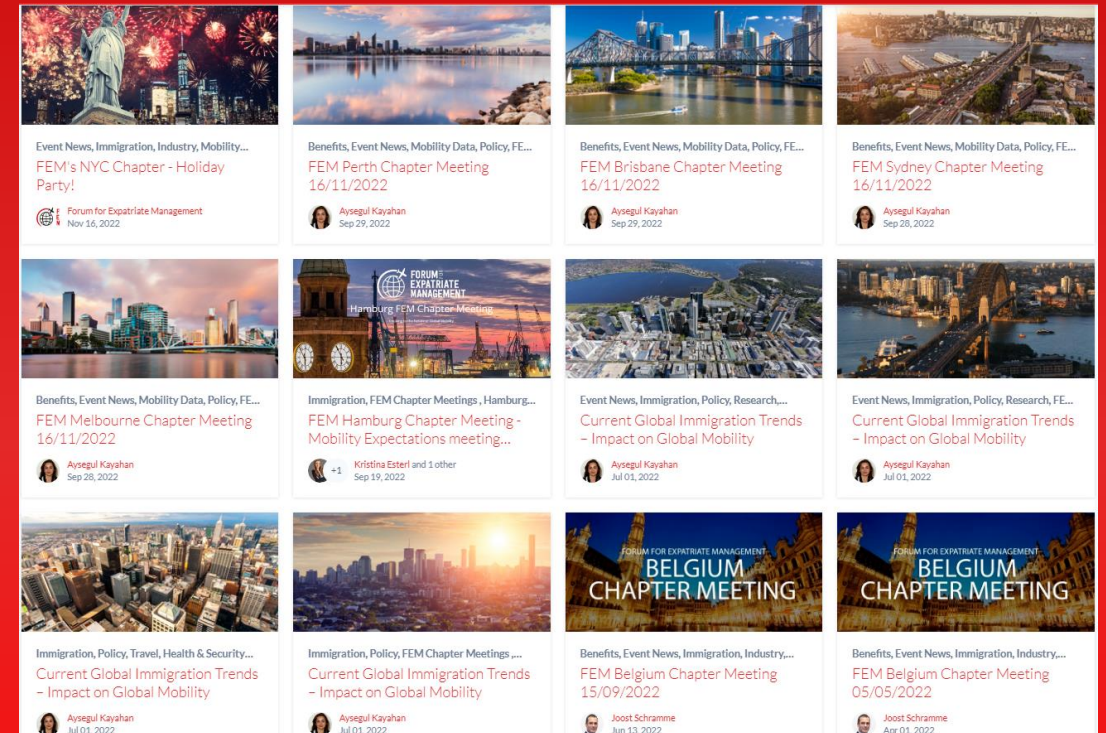 Event News, Immigration, Industry, Mobility...
FEM's NYC Chapter - Holiday
Party!
Forum for Expatriate Management
Nov 16, 2022
Benefits, Event News, Mobility Data, Policy, FE...
FEM Perth Chapter Meeting
16/11/2022
Aysegul Kayahan
Sep 29, 2022
Benefits, Event News, Mobility Data, Policy, FE...
FEM Brisbane Chapter Meeting
16/11/2022
Aysegul Kayahan
Sep 29, 2022
Benefits, Event News, Mobility Data, Policy, FE...
FEM Sydney Chapter Meeting
16/11/2022
Aysegul Kayahan
Sep 28, 2022
Benefits, Event News, Mobility Data, Policy, FE...
FEM Melbourne Chapter Meeting
16/11/2022
Aysegul Kayahan
Sep 28, 2022
FORUM FOR
EXPATRIATE
MANAGEMENT
Hamburg FEM Chapter Meeting
Immigration, FEM Chapter Meetings , Hamburg...
FEM Hamburg Chapter Meeting -
Mobility Expectations meeting...
+1
Kristina Esterl and 1 other
Sep 19, 2022
Event News, Immigration, Policy, Research,...
Current Global Immigration Trends
– Impact on Global Mobility
Aysegul Kayahan
Jul 01, 2022
Event News, Immigration, Policy, Research, FE...
Current Global Immigration Trends
– Impact on Global Mobility
Aysegul Kayahan
Jul 01, 2022
Immigration, Policy, Travel, Health & Security...
Current Global Immigration Trends
– Impact on Global Mobility
Aysegul Kayahan
Jul 01, 2022
Immigration, Policy, FEM Chapter Meetings ,...
Current Global Immigration Trends
– Impact on Global Mobility
Aysegul Kayahan
Jul 01, 2022
FORUM FOR EXPATRIATE MANAGEMENT
BELGIUM
CHAPTER MEETING
Benefits, Event News, Immigration, Industry,...
FEM Belgium Chapter Meeting
15/09/2022
Joost Schramme
Jun 13, 2022
FORUM FOR EXPATRIATE MANAGEMENT
BELGIUM
CHAPTER MEETING
Benefits, Event News, Immigration, Industry,...
FEM Belgium Chapter Meeting
05/05/2022
Joost Schramme
Apr 01, 2022